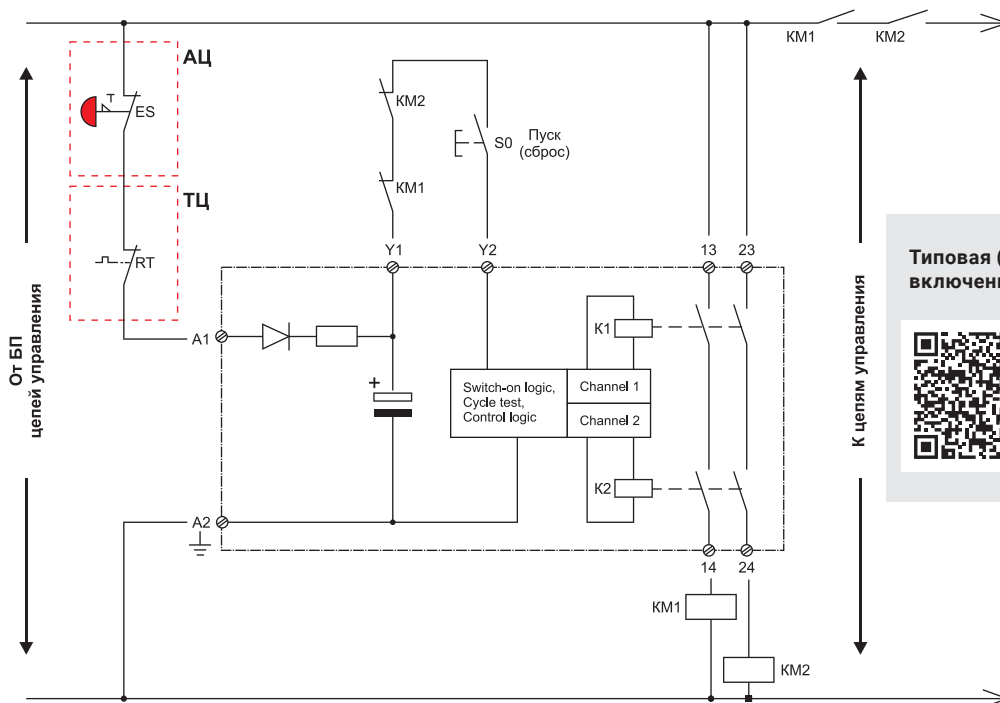 КМ1
КМ2
АЦ
T
ES
КМ2
S0
Пуск
(сброс)
ТЦ
КМ1
RT
Y1
Y2
13
23
Типовая (
включени
От БП
цепей управления
К цепям управления
A1
К1
+
Switch-on logic,
Cycle test,
Control logic
Channel 1
Channel 2
К2
A2
14
24
КМ1
КМ2